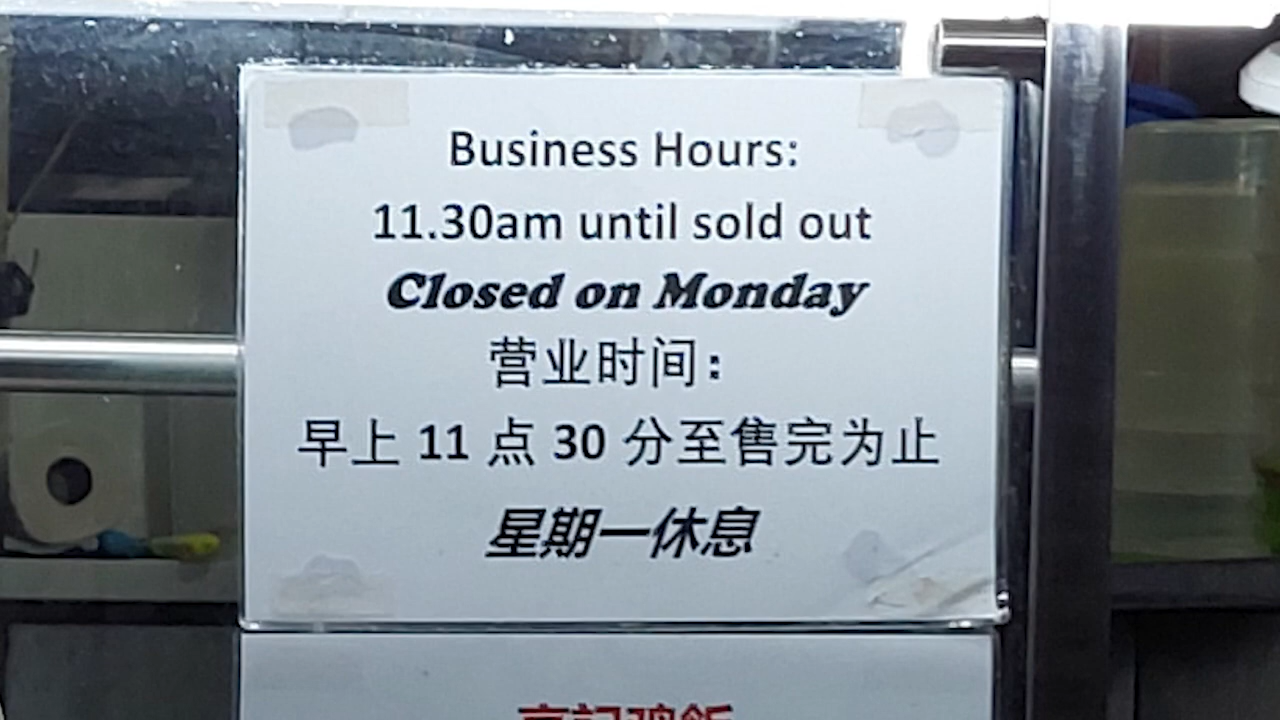 Business Hours:
11.30am until sold out
Closed on Monday
营业时间：
早上 11 点 30 分至售完为止
星期一休息